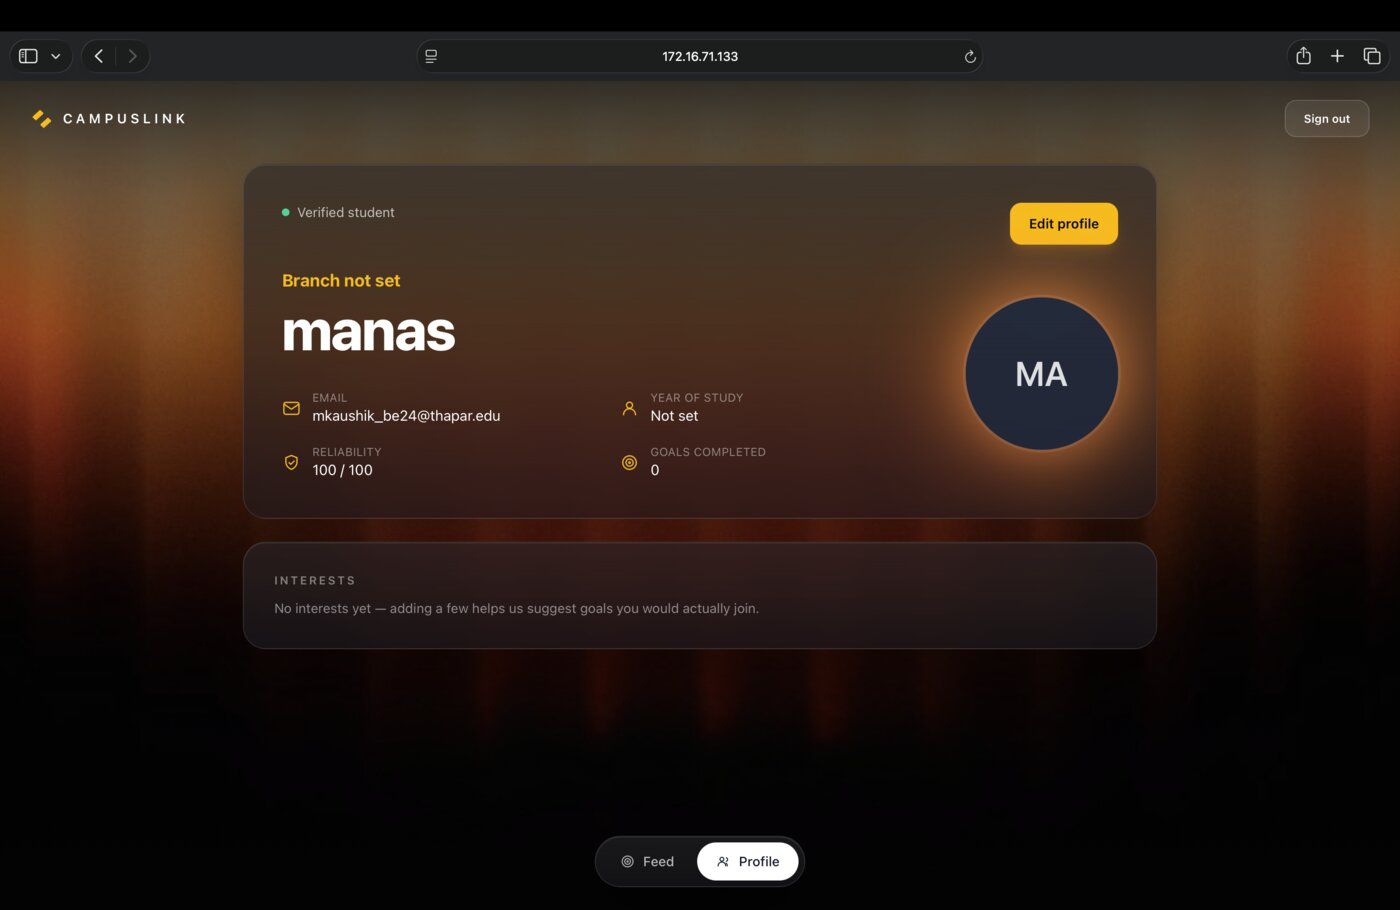 172.16.71.133
CAMPUSLINK
Sign out
Verified student
Edit profile
Branch not set
manas
MA
EMAIL
mkaushik_be24@thapar.edu
YEAR OF STUDY
Not set
RELIABILITY
100 / 100
GOALS COMPLETED
0
INTERESTS
No interests yet — adding a few helps us suggest goals you would actually join.
Feed
Profile